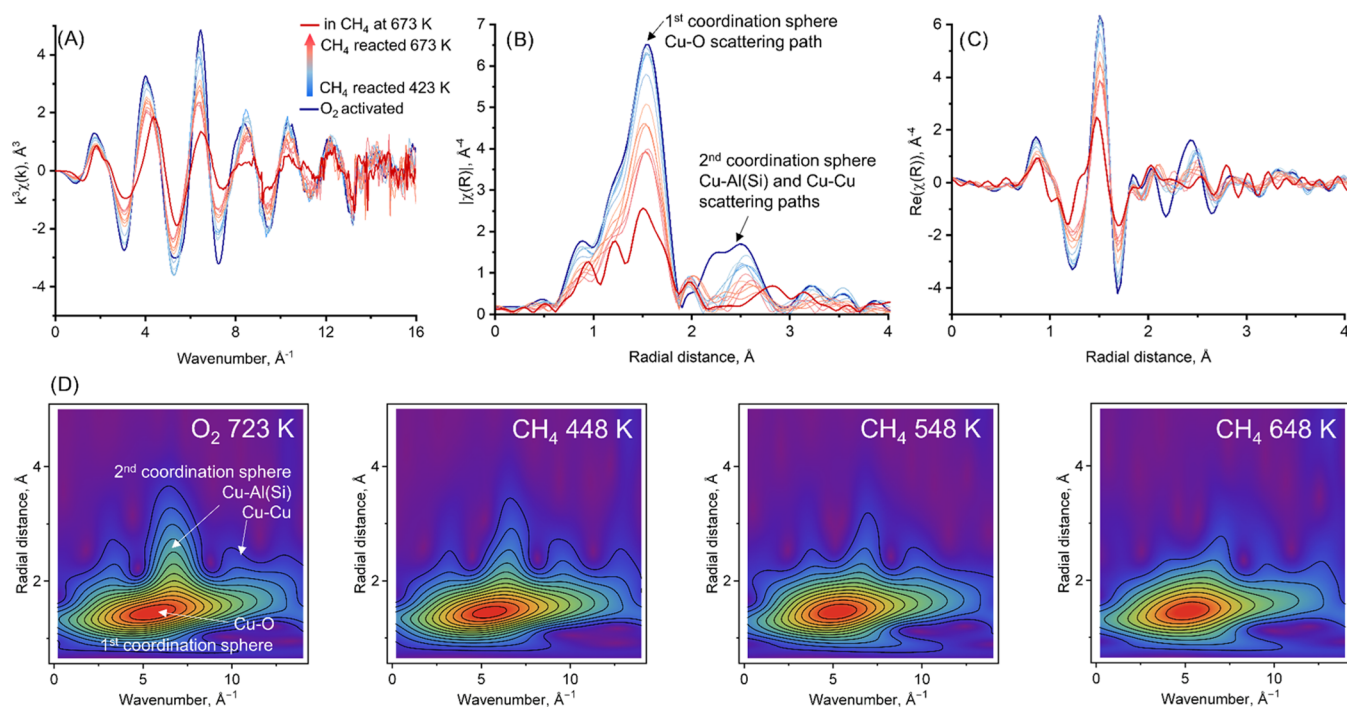 (A)
in CH₄ at 673 K
CH₄ reacted 673 K
CH₄ reacted 423 K
O₂ activated
k³χ(k), Å³
4
2
0
-2
-4
0 4 8 12 16
Wavenumber, Å⁻¹
(B)
1ˢᵗ coordination sphere
Cu-O scattering path
2ⁿᵈ coordination sphere
Cu-Al(Si) and Cu-Cu
scattering paths
|χ(R)|, Å⁻⁴
7
6
5
4
3
2
1
0
0 1 2 3 4
Radial distance, Å
(C)
Re(χ(R)), Å⁻⁴
6
4
2
0
-2
-4
0 1 2 3 4
Radial distance, Å
(D)
O₂ 723 K
2ⁿᵈ coordination sphere
Cu-Al(Si)
Cu-Cu
Cu-O
1ˢᵗ coordination sphere
Radial distance, Å
4
2
0 5 10
Wavenumber, Å⁻¹
CH₄ 448 K
Radial distance, Å
4
2
0 5 10
Wavenumber, Å⁻¹
CH₄ 548 K
Radial distance, Å
4
2
0 5 10
Wavenumber, Å⁻¹
CH₄ 648 K
Radial distance, Å
4
2
0 5 10
Wavenumber, Å⁻¹